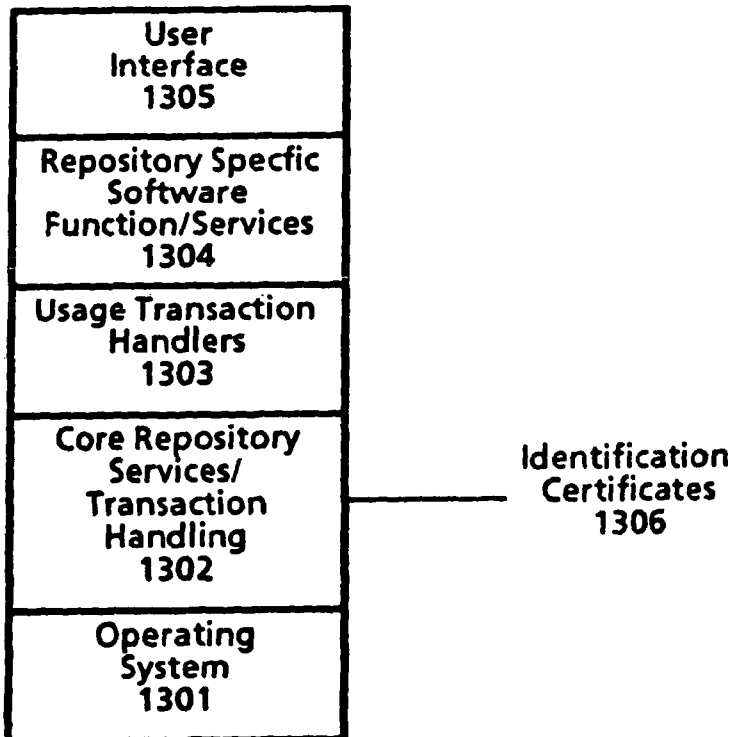 User
Interface
1305
Repository Specfic
Software
Function/Services
1304
Usage Transaction
Handlers
1303
Core Repository
Services/
Transaction
Handling
1302
Identification
Certificates
1306
Operating
System
1301